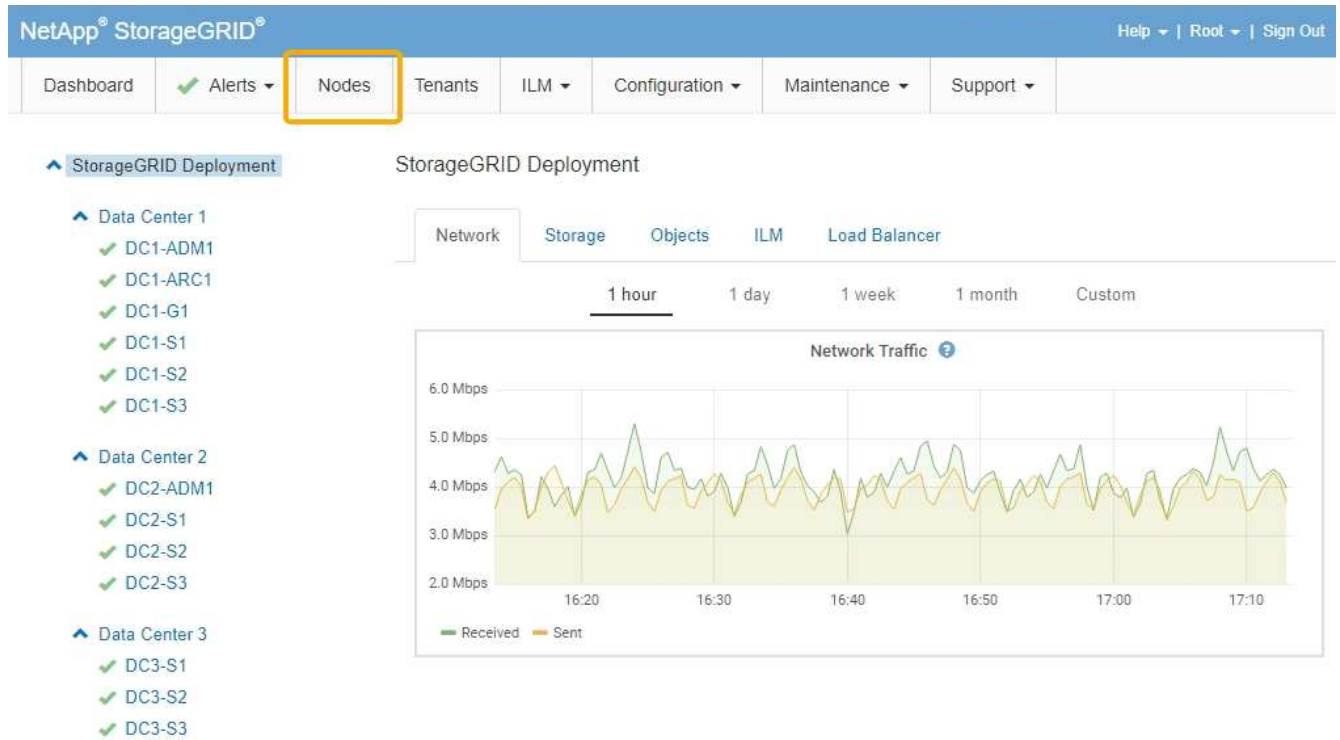 NetApp® StorageGRID®
Help | Root | Sign Out
Dashboard Alerts Nodes Tenants ILM Configuration Maintenance Support
StorageGRID Deployment
Data Center 1
DC1-ADM1
DC1-ARC1
DC1-G1
DC1-S1
DC1-S2
DC1-S3
Data Center 2
DC2-ADM1
DC2-S1
DC2-S2
DC2-S3
Data Center 3
DC3-S1
DC3-S2
DC3-S3
StorageGRID Deployment
Network Storage Objects ILM Load Balancer
1 hour 1 day 1 week 1 month Custom
Network Traffic ?
6.0 Mbps
5.0 Mbps
4.0 Mbps
3.0 Mbps
2.0 Mbps
16:20 16:30 16:40 16:50 17:00 17:10
Received Sent